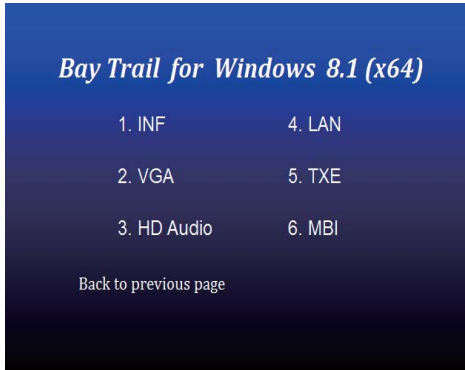 Bay Trail for Windows 8.1 (x64)
1. INF
2. VGA
3. HD Audio
4. LAN
5. TXE
6. MBI
Back to previous page